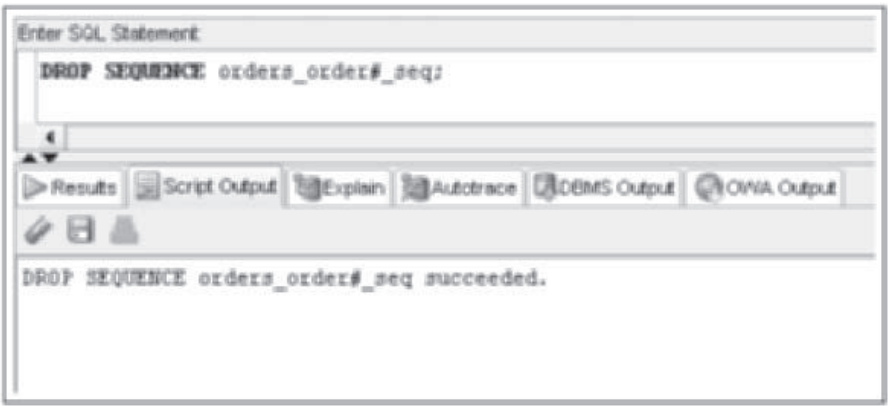 Enter SQL Statement:
DROP SEQUENCE orders_order#_seq;
Results Script Output Explain Autotrace DBMS Output OWA Output
DROP SEQUENCE orders_order#_seq succeeded.